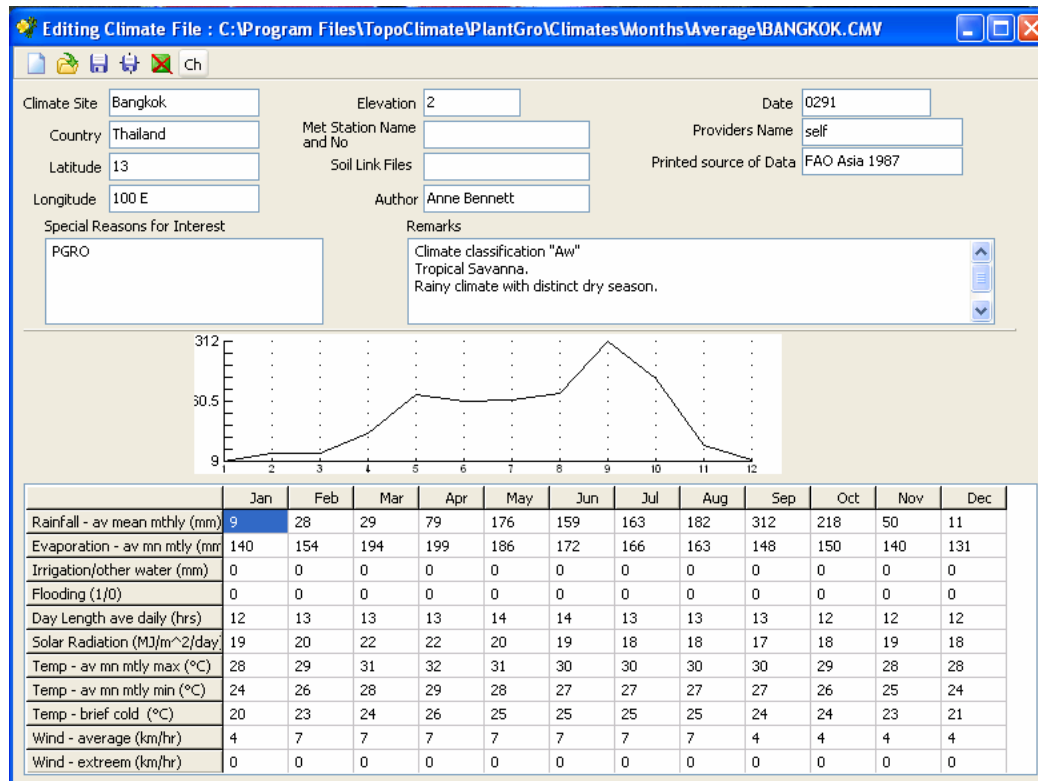 Editing Climate File : C:\Program Files\TopoClimate\PlantGro\Climates\Months\Average\BANGKOK.CMV
Ch
Climate Site Bangkok Elevation 2 Date 0291
Country Thailand Met Station Name and No Providers Name self
Latitude 13 Soil Link Files Printed source of Data FAO Asia 1987
Longitude 100 E Author Anne Bennett
Special Reasons for Interest Remarks
PGRO
Climate classification "Aw"
Tropical Savanna.
Rainy climate with distinct dry season.
312
60.5
9
1 2 3 4 5 6 7 8 9 10 11 12
Jan Feb Mar Apr May Jun Jul Aug Sep Oct Nov Dec
Rainfall - av mean mthly (mm) 9 28 29 79 176 159 163 182 312 218 50 11
Evaporation - av mn mtly (mm 140 154 194 199 186 172 166 163 148 150 140 131
Irrigation/other water (mm) 0 0 0 0 0 0 0 0 0 0 0 0
Flooding (1/0) 0 0 0 0 0 0 0 0 0 0 0 0
Day Length ave daily (hrs) 12 13 13 13 14 14 13 13 13 12 12 12
Solar Radiation (MJ/m^2/day) 19 20 22 22 20 19 18 18 17 18 19 18
Temp - av mn mtly max (°C) 28 29 31 32 31 30 30 30 30 29 28 28
Temp - av mn mtly min (°C) 24 26 28 29 28 27 27 27 27 26 25 24
Temp - brief cold (°C) 20 23 24 26 25 25 25 25 24 24 23 21
Wind - average (km/hr) 4 7 7 7 7 7 7 7 4 4 4 4
Wind - extreem (km/hr) 0 0 0 0 0 0 0 0 0 0 0 0